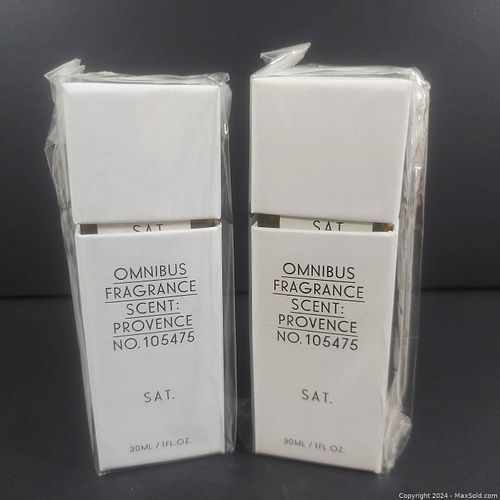 SAT.
OMNIBUS
FRAGRANCE
SCENT:
PROVENCE
NO. 105475
SAT.
30ML / 1FL.OZ.
SAT.
OMNIBUS
FRAGRANCE
SCENT:
PROVENCE
NO. 105475
SAT.
30ML / 1FL.OZ.
Copyright 2024 - MaxSold.com